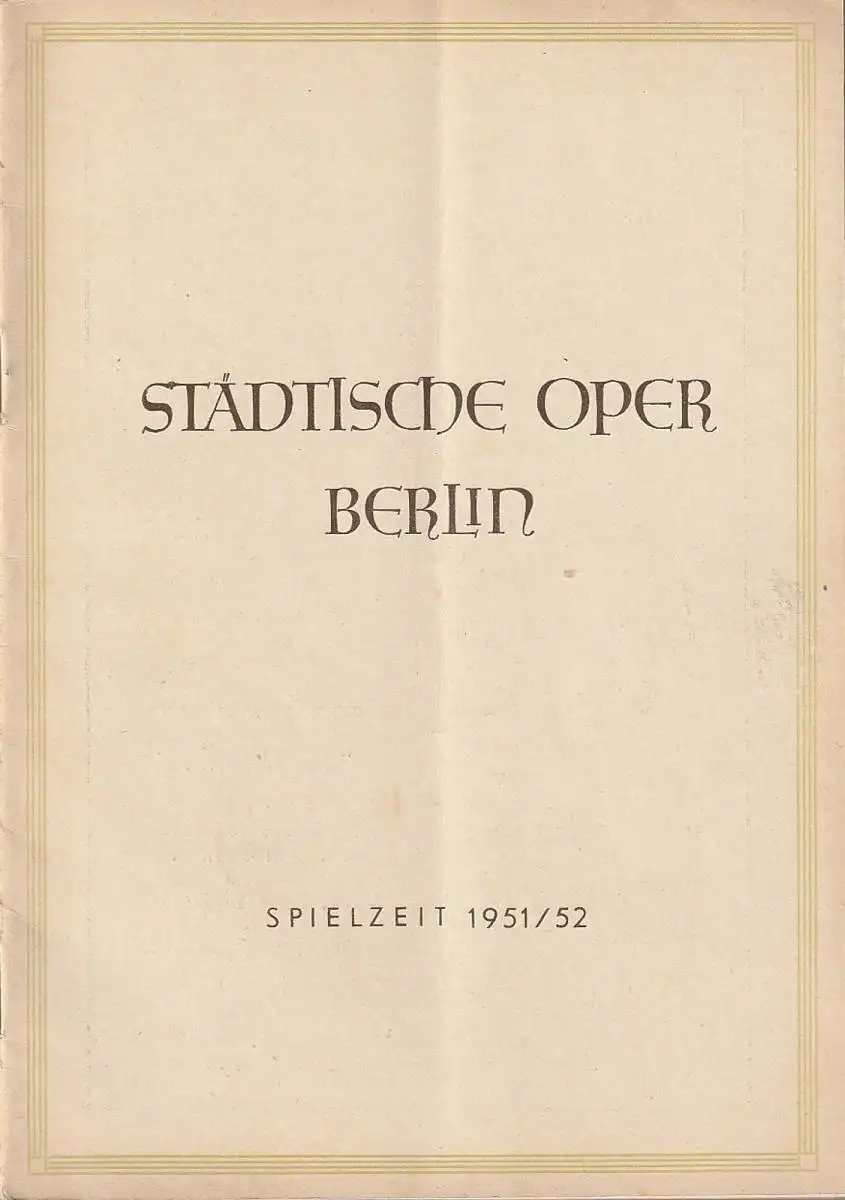 STÄDTISCHE OPER
BERLIN
SPIELZEIT 1951/52